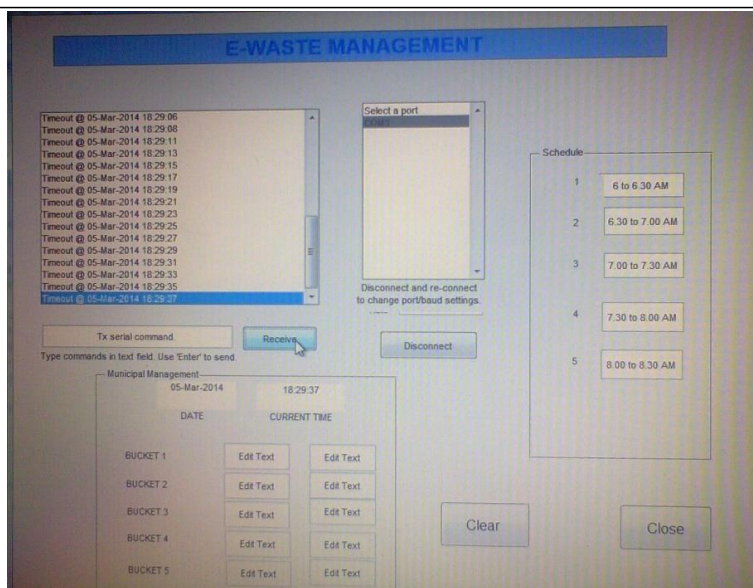 E-WASTE MANAGEMENT
Timeout @ 05-Mar-2014 18:29:06
Timeout @ 05-Mar-2014 18:29:08
Timeout @ 05-Mar-2014 18:29:11
Timeout @ 05-Mar-2014 18:29:13
Timeout @ 05-Mar-2014 18:29:15
Timeout @ 05-Mar-2014 18:29:17
Timeout @ 05-Mar-2014 18:29:19
Timeout @ 05-Mar-2014 18:29:21
Timeout @ 05-Mar-2014 18:29:23
Timeout @ 05-Mar-2014 18:29:25
Timeout @ 05-Mar-2014 18:29:27
Timeout @ 05-Mar-2014 18:29:29
Timeout @ 05-Mar-2014 18:29:31
Timeout @ 05-Mar-2014 18:29:33
Timeout @ 05-Mar-2014 18:29:35
Timeout @ 05-Mar-2014 18:29:37
Select a port
Disconnect and re-connect
to change port/baud settings.
Tx serial command.
Receive
Type commands in text field. Use 'Enter' to send
Disconnect
Schedule
1 6 to 6.30 AM
2 6.30 to 7.00 AM
3 7.00 to 7.30 AM
4 7.30 to 8.00 AM
5 8.00 to 8.30 AM
Municipal Management
05-Mar-2014 18:29:37
DATE CURRENT TIME
BUCKET 1 Edit Text Edit Text
BUCKET 2 Edit Text Edit Text
BUCKET 3 Edit Text Edit Text
BUCKET 4 Edit Text Edit Text
BUCKET 5 Edit Text Edit Text
Clear
Close